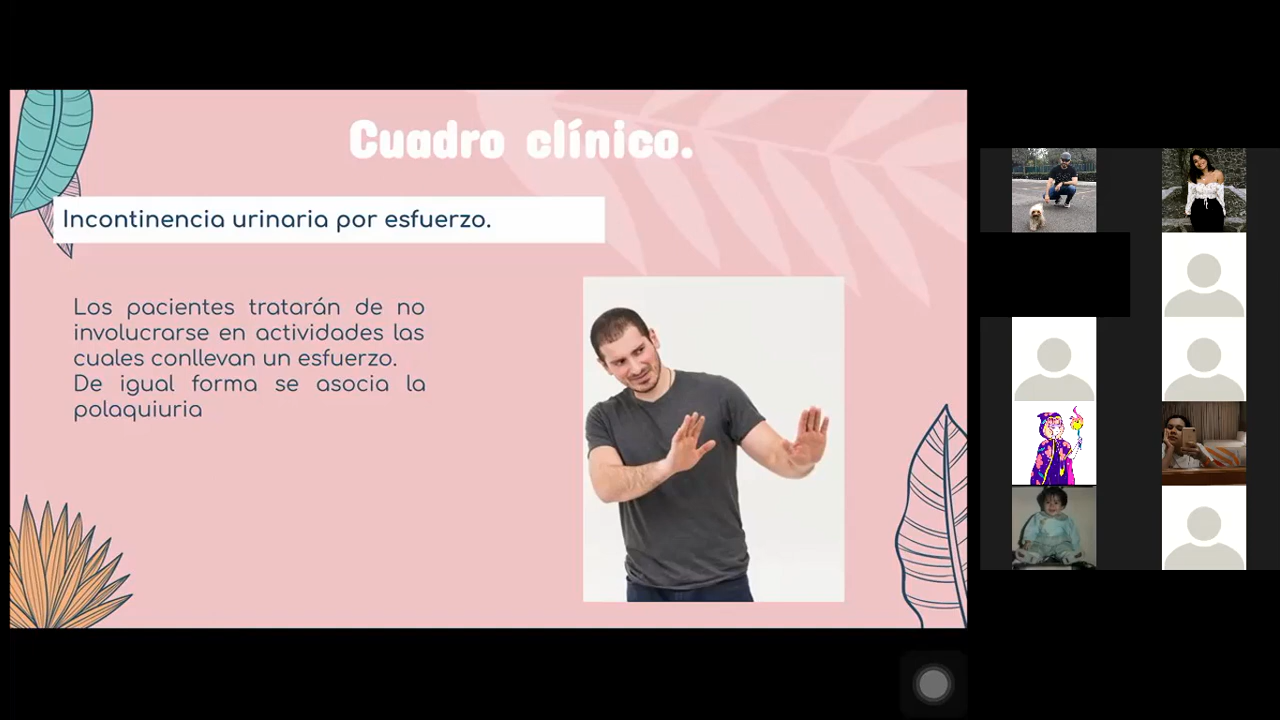 Cuadro clínico.
Incontinencia urinaria por esfuerzo.
Los pacientes tratarán de no
involucrarse en actividades las
cuales conllevan un esfuerzo.
De igual forma se asocia la
polaquiuria